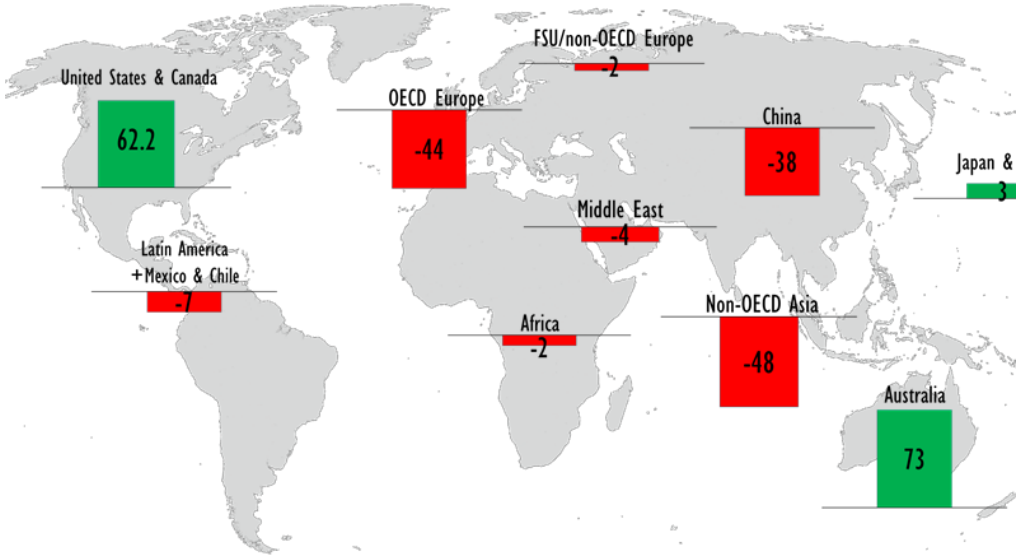 FSU/non-OECD Europe
-2
United States & Canada
62.2
OECD Europe
-44
China
-38
Japan &
3
Middle East
-4
Latin America
+Mexico & Chile
-7
Non-OECD Asia
-48
Africa
-2
Australia
73